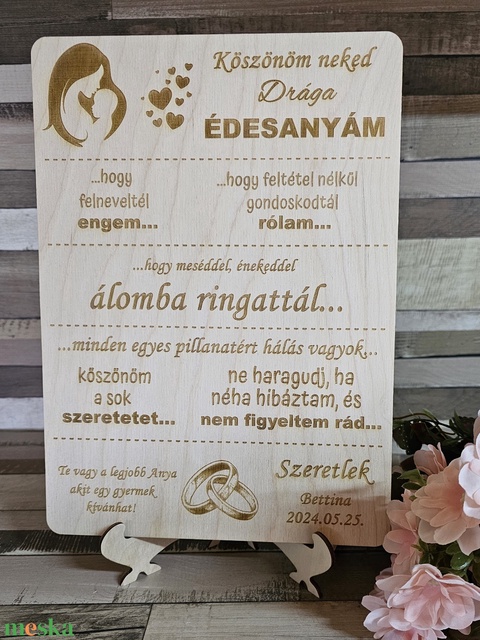 Köszönöm neked
Drága
ÉDESANYÁM
...hogy
felneveltél
engem...
...hogy feltétel nélkül
gondoskodtál
rólam...
...hogy meséddel, énekeddel
álomba ringattál...
...minden egyes pillanatért hálás vagyok...
köszönöm
a sok
szeretetet...
ne haragudj, ha
néha hibáztam, és
nem figyeltem rád...
Te vagy a legjobb Anya
akit egy gyermek
kívánhat!
Szeretlek
Bettina
2024.05.25.
meska